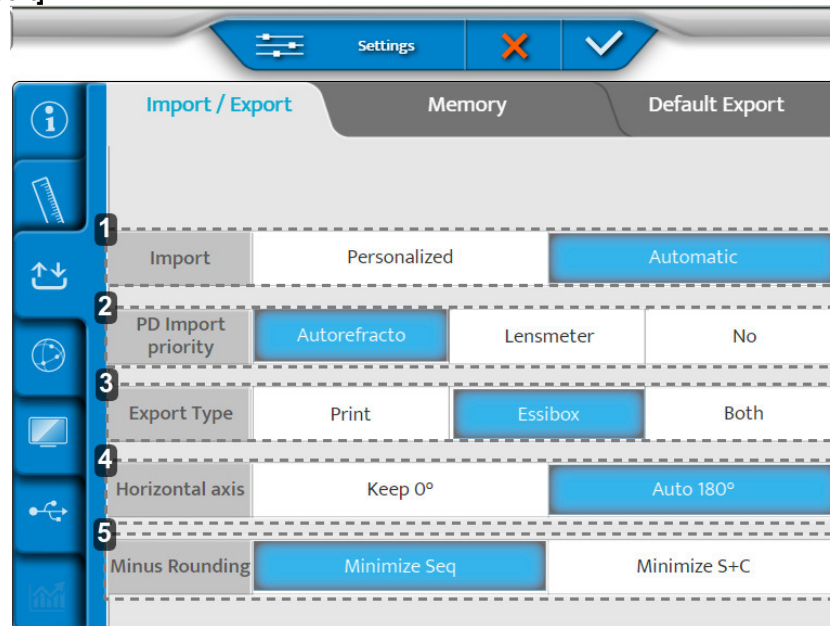 Settings
Import / Export Memory Default Export
1
Import Personalized Automatic
2
PD Import
priority Autorefracto Lensmeter No
3
Export Type Print Essibox Both
4
Horizontal axis Keep 0° Auto 180°
5
Minus Rounding Minimize Seq Minimize S+C